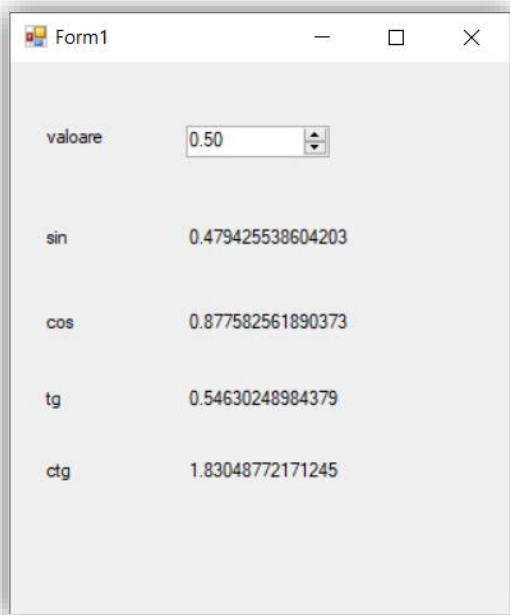 Form1
valoare 0.50
sin 0.479425538604203
cos 0.877582561890373
tg 0.54630248984379
ctg 1.83048772171245